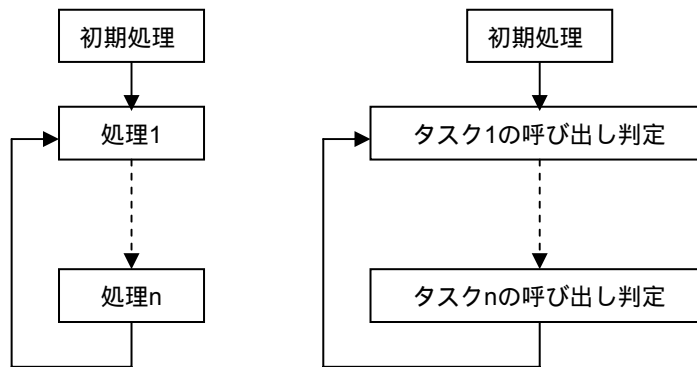 初期処理
処理1
処理n
初期処理
タスク1の呼び出し判定
タスクnの呼び出し判定